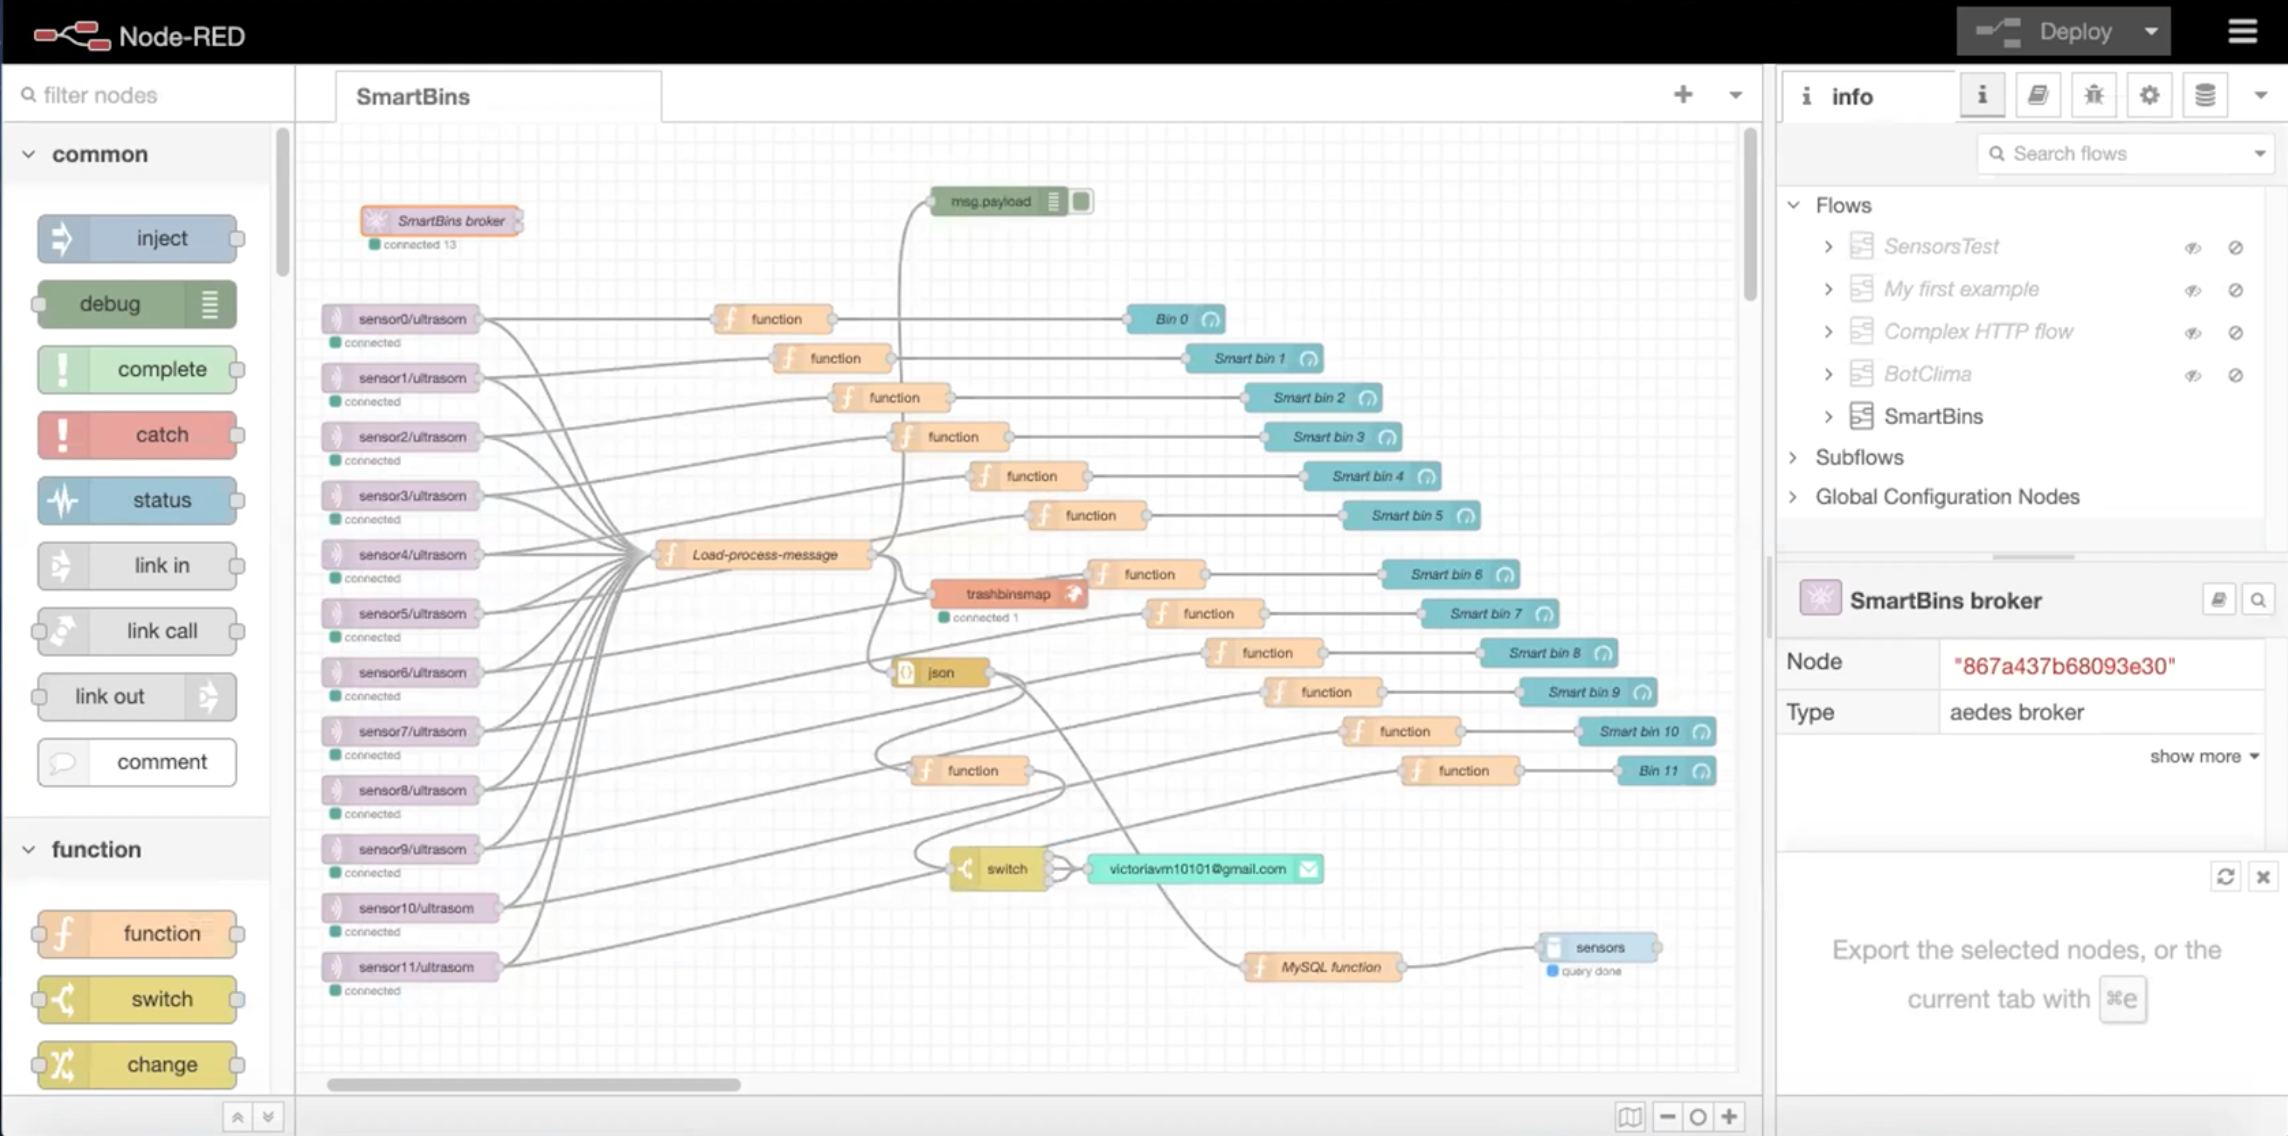 Node-RED
Deploy
filter nodes
common
inject
debug
complete
catch
status
link in
link call
link out
comment
function
function
switch
change
SmartBins
SmartBins broker
connected 13
msg.payload
sensor0/ultrasom
connected
function
Bin 0
sensor1/ultrasom
connected
function
Smart bin 1
sensor2/ultrasom
connected
function
Smart bin 2
sensor3/ultrasom
connected
function
Smart bin 3
sensor4/ultrasom
connected
function
Smart bin 4
sensor5/ultrasom
connected
function
Smart bin 5
Load-process-message
trashbinsmap
connected 1
function
Smart bin 6
sensor6/ultrasom
connected
function
Smart bin 7
json
function
Smart bin 8
sensor7/ultrasom
connected
function
Smart bin 9
sensor8/ultrasom
connected
function
function
Smart bin 10
function
Bin 11
sensor9/ultrasom
connected
switch
victoriavm10101@gmail.com
sensor10/ultrasom
connected
sensor11/ultrasom
connected
MySQL function
sensors
query done
i info
i
Search flows
Flows
SensorsTest
My first example
Complex HTTP flow
BotClima
SmartBins
Subflows
Global Configuration Nodes
SmartBins broker
Node "867a437b68093e30"
Type aedes broker
show more
Export the selected nodes, or the
current tab with ⌘e